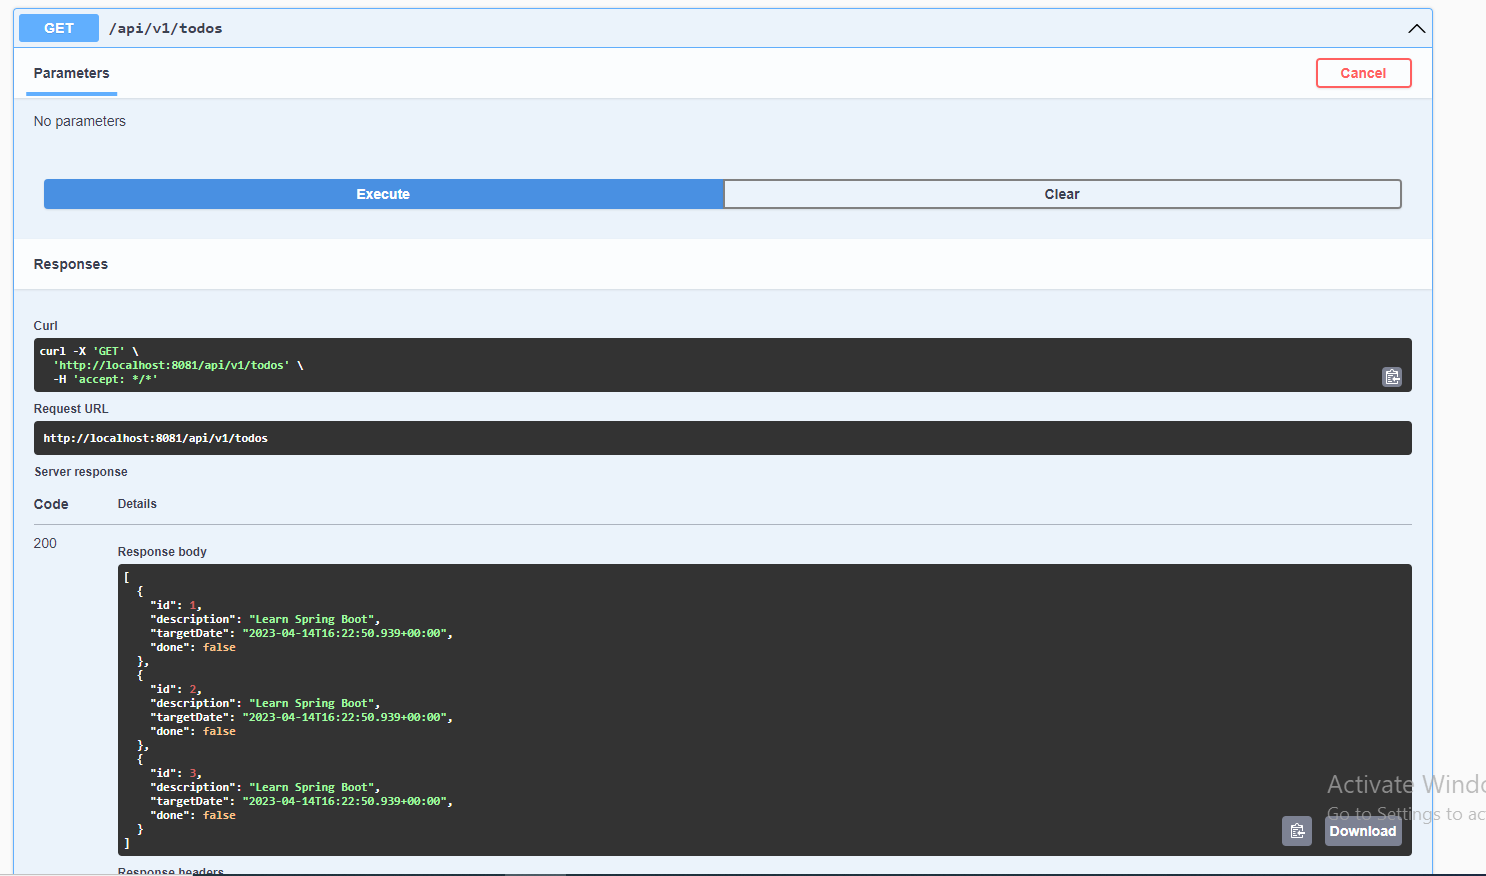 GET /api/v1/todos
Parameters
Cancel
No parameters
Execute
Clear
Responses
Curl
curl -X 'GET' \
  'http://localhost:8081/api/v1/todos' \
  -H 'accept: */*'
Request URL
http://localhost:8081/api/v1/todos
Server response
Code Details
200
Response body
[
  {
    "id": 1,
    "description": "Learn Spring Boot",
    "targetDate": "2023-04-14T16:22:50.939+00:00",
    "done": false
  },
  {
    "id": 2,
    "description": "Learn Spring Boot",
    "targetDate": "2023-04-14T16:22:50.939+00:00",
    "done": false
  },
  {
    "id": 3,
    "description": "Learn Spring Boot",
    "targetDate": "2023-04-14T16:22:50.939+00:00",
    "done": false
  }
]
Activate Windo
Go to Settings to ac
Download
Response headers